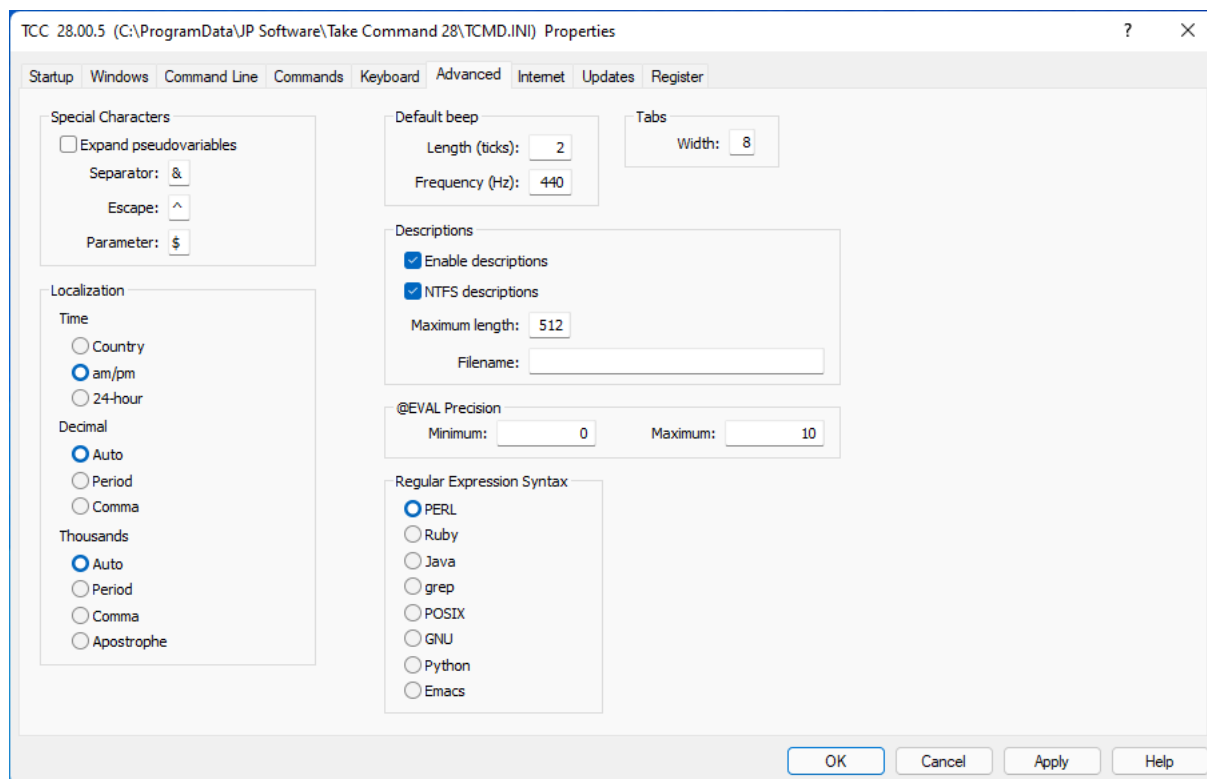 TCC 28.00.5 (C:\ProgramData\JP Software\Take Command 28\TCMD.INI) Properties
Startup Windows Command Line Commands Keyboard Advanced Internet Updates Register
Special Characters
Expand pseudovariables
Separator: &
Escape: ^
Parameter: $
Localization
Time
Country
am/pm
24-hour
Decimal
Auto
Period
Comma
Thousands
Auto
Period
Comma
Apostrophe
Default beep
Length (ticks): 2
Frequency (Hz): 440
Tabs
Width: 8
Descriptions
Enable descriptions
NTFS descriptions
Maximum length: 512
Filename:
@EVAL Precision
Minimum: 0 Maximum: 10
Regular Expression Syntax
PERL
Ruby
Java
grep
POSIX
GNU
Python
Emacs
OK Cancel Apply Help